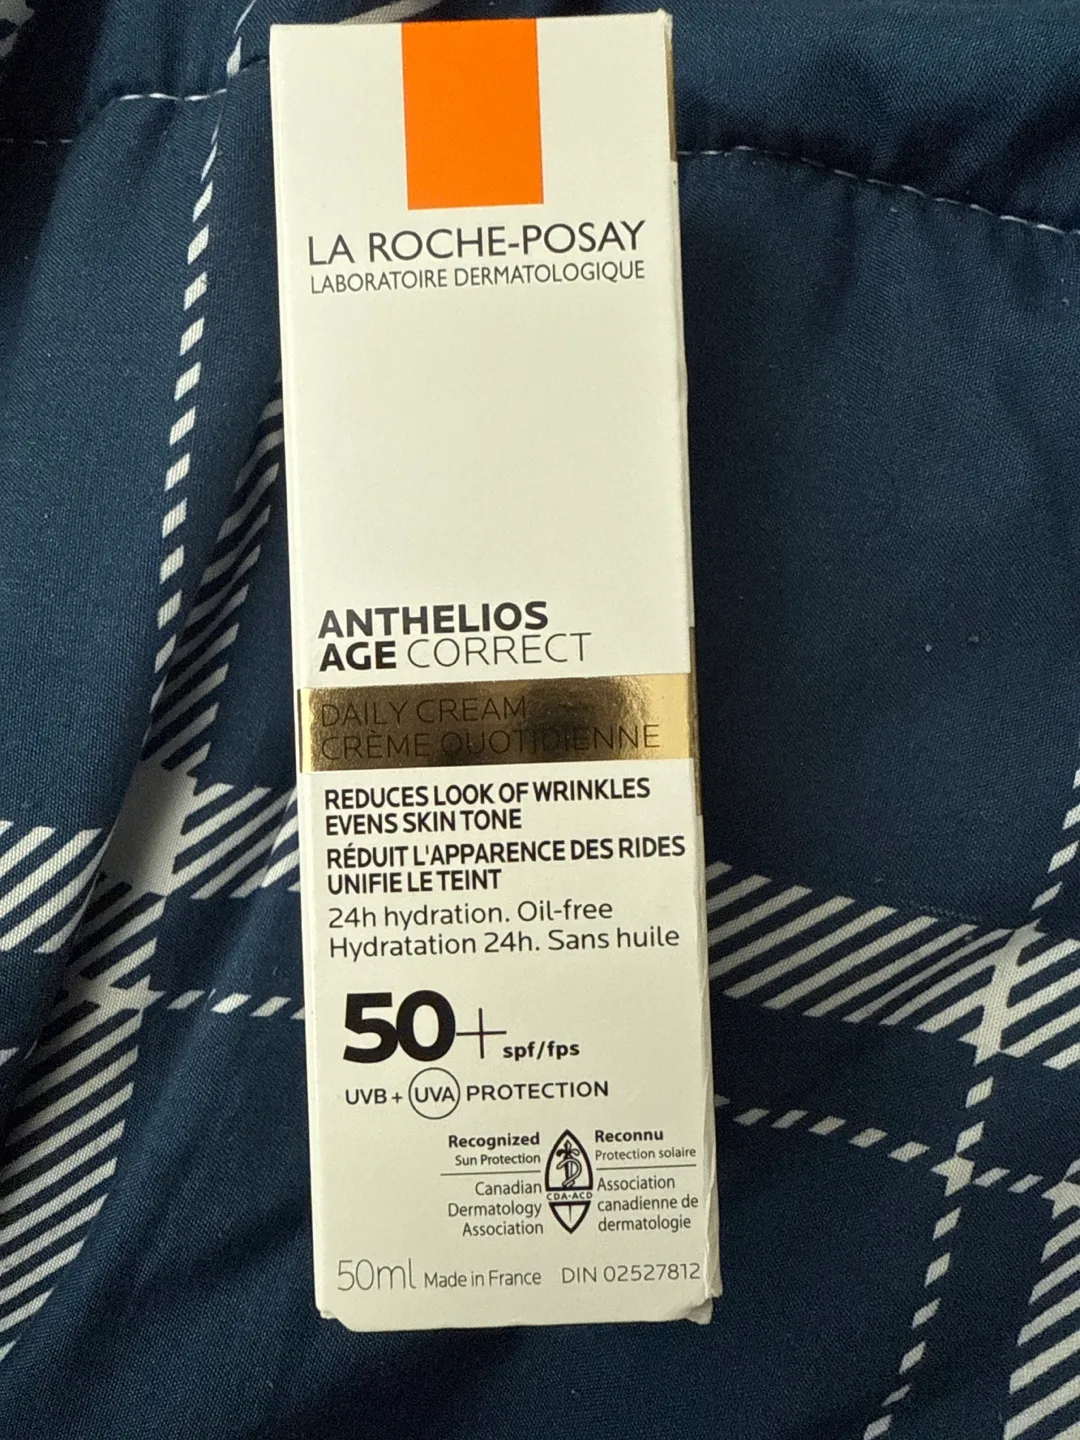 LA ROCHE-POSAY
LABORATOIRE DERMATOLOGIQUE
ANTHELIOS
AGE CORRECT
DAILY CREAM
CRÈME QUOTIDIENNE
REDUCES LOOK OF WRINKLES
EVENS SKIN TONE
RÉDUIT L'APPARENCE DES RIDES
UNIFIE LE TEINT
24h hydration. Oil-free
Hydratation 24h. Sans huile
50+ spf/fps
UVB + UVA PROTECTION
Recognized
Sun Protection
Canadian
Dermatology
Association
CDA-ACD
Reconnu
Protection solaire
Association
canadienne de
dermatologie
50ml Made in France DIN 02527812